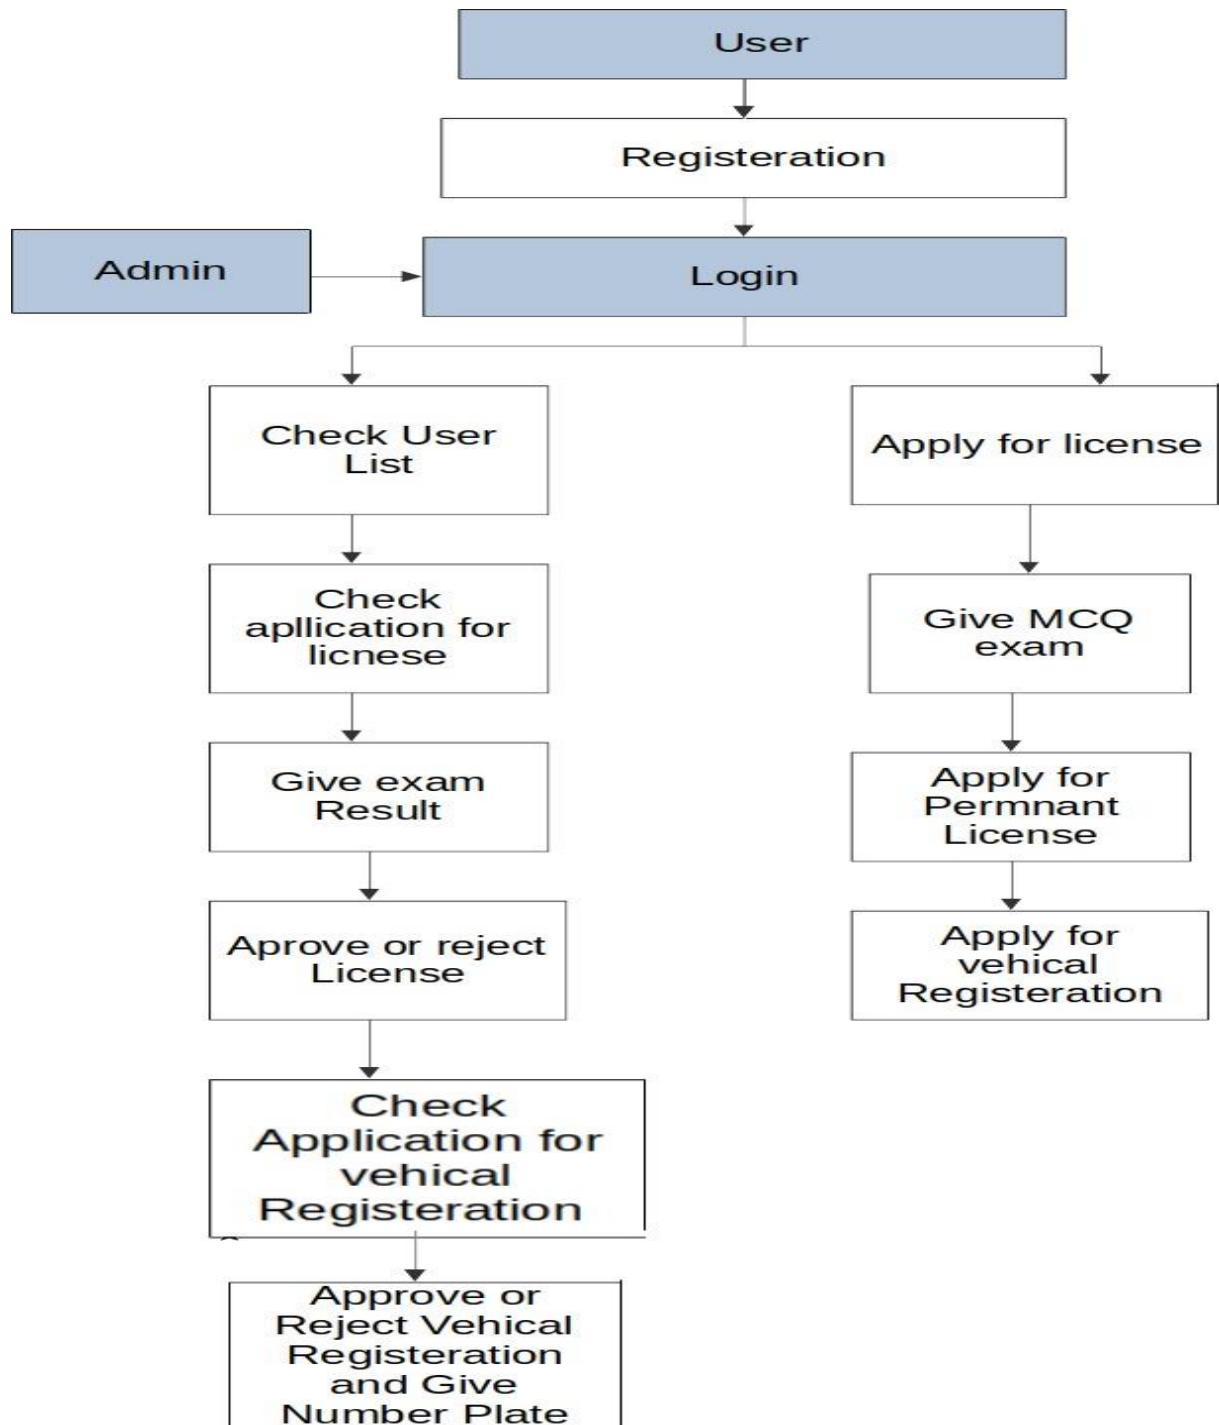 User
Registeration
Admin
Login
Check User
List
Check
apllication for
licnese
Give exam
Result
Aprove or reject
License
Check
Application for
vehical
Registeration
Approve or
Reject Vehical
Registeration
and Give
Number Plate
Apply for license
Give MCQ
exam
Apply for
Permnant
License
Apply for
vehical
Registeration